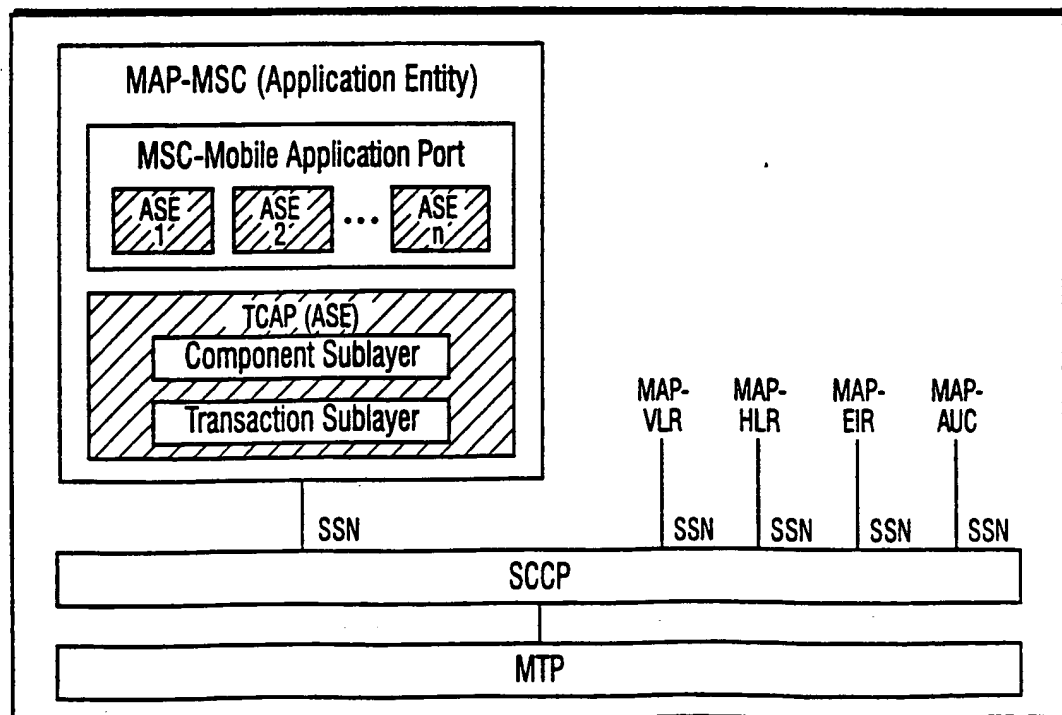 MAP-MSC (Application Entity)
MSC-Mobile Application Port
ASE
1
ASE
2
...
ASE
n
TCAP (ASE)
Component Sublayer
Transaction Sublayer
MAP-
VLR
MAP-
HLR
MAP-
EIR
MAP-
AUC
SSN
SSN
SSN
SSN
SSN
SCCP
MTP